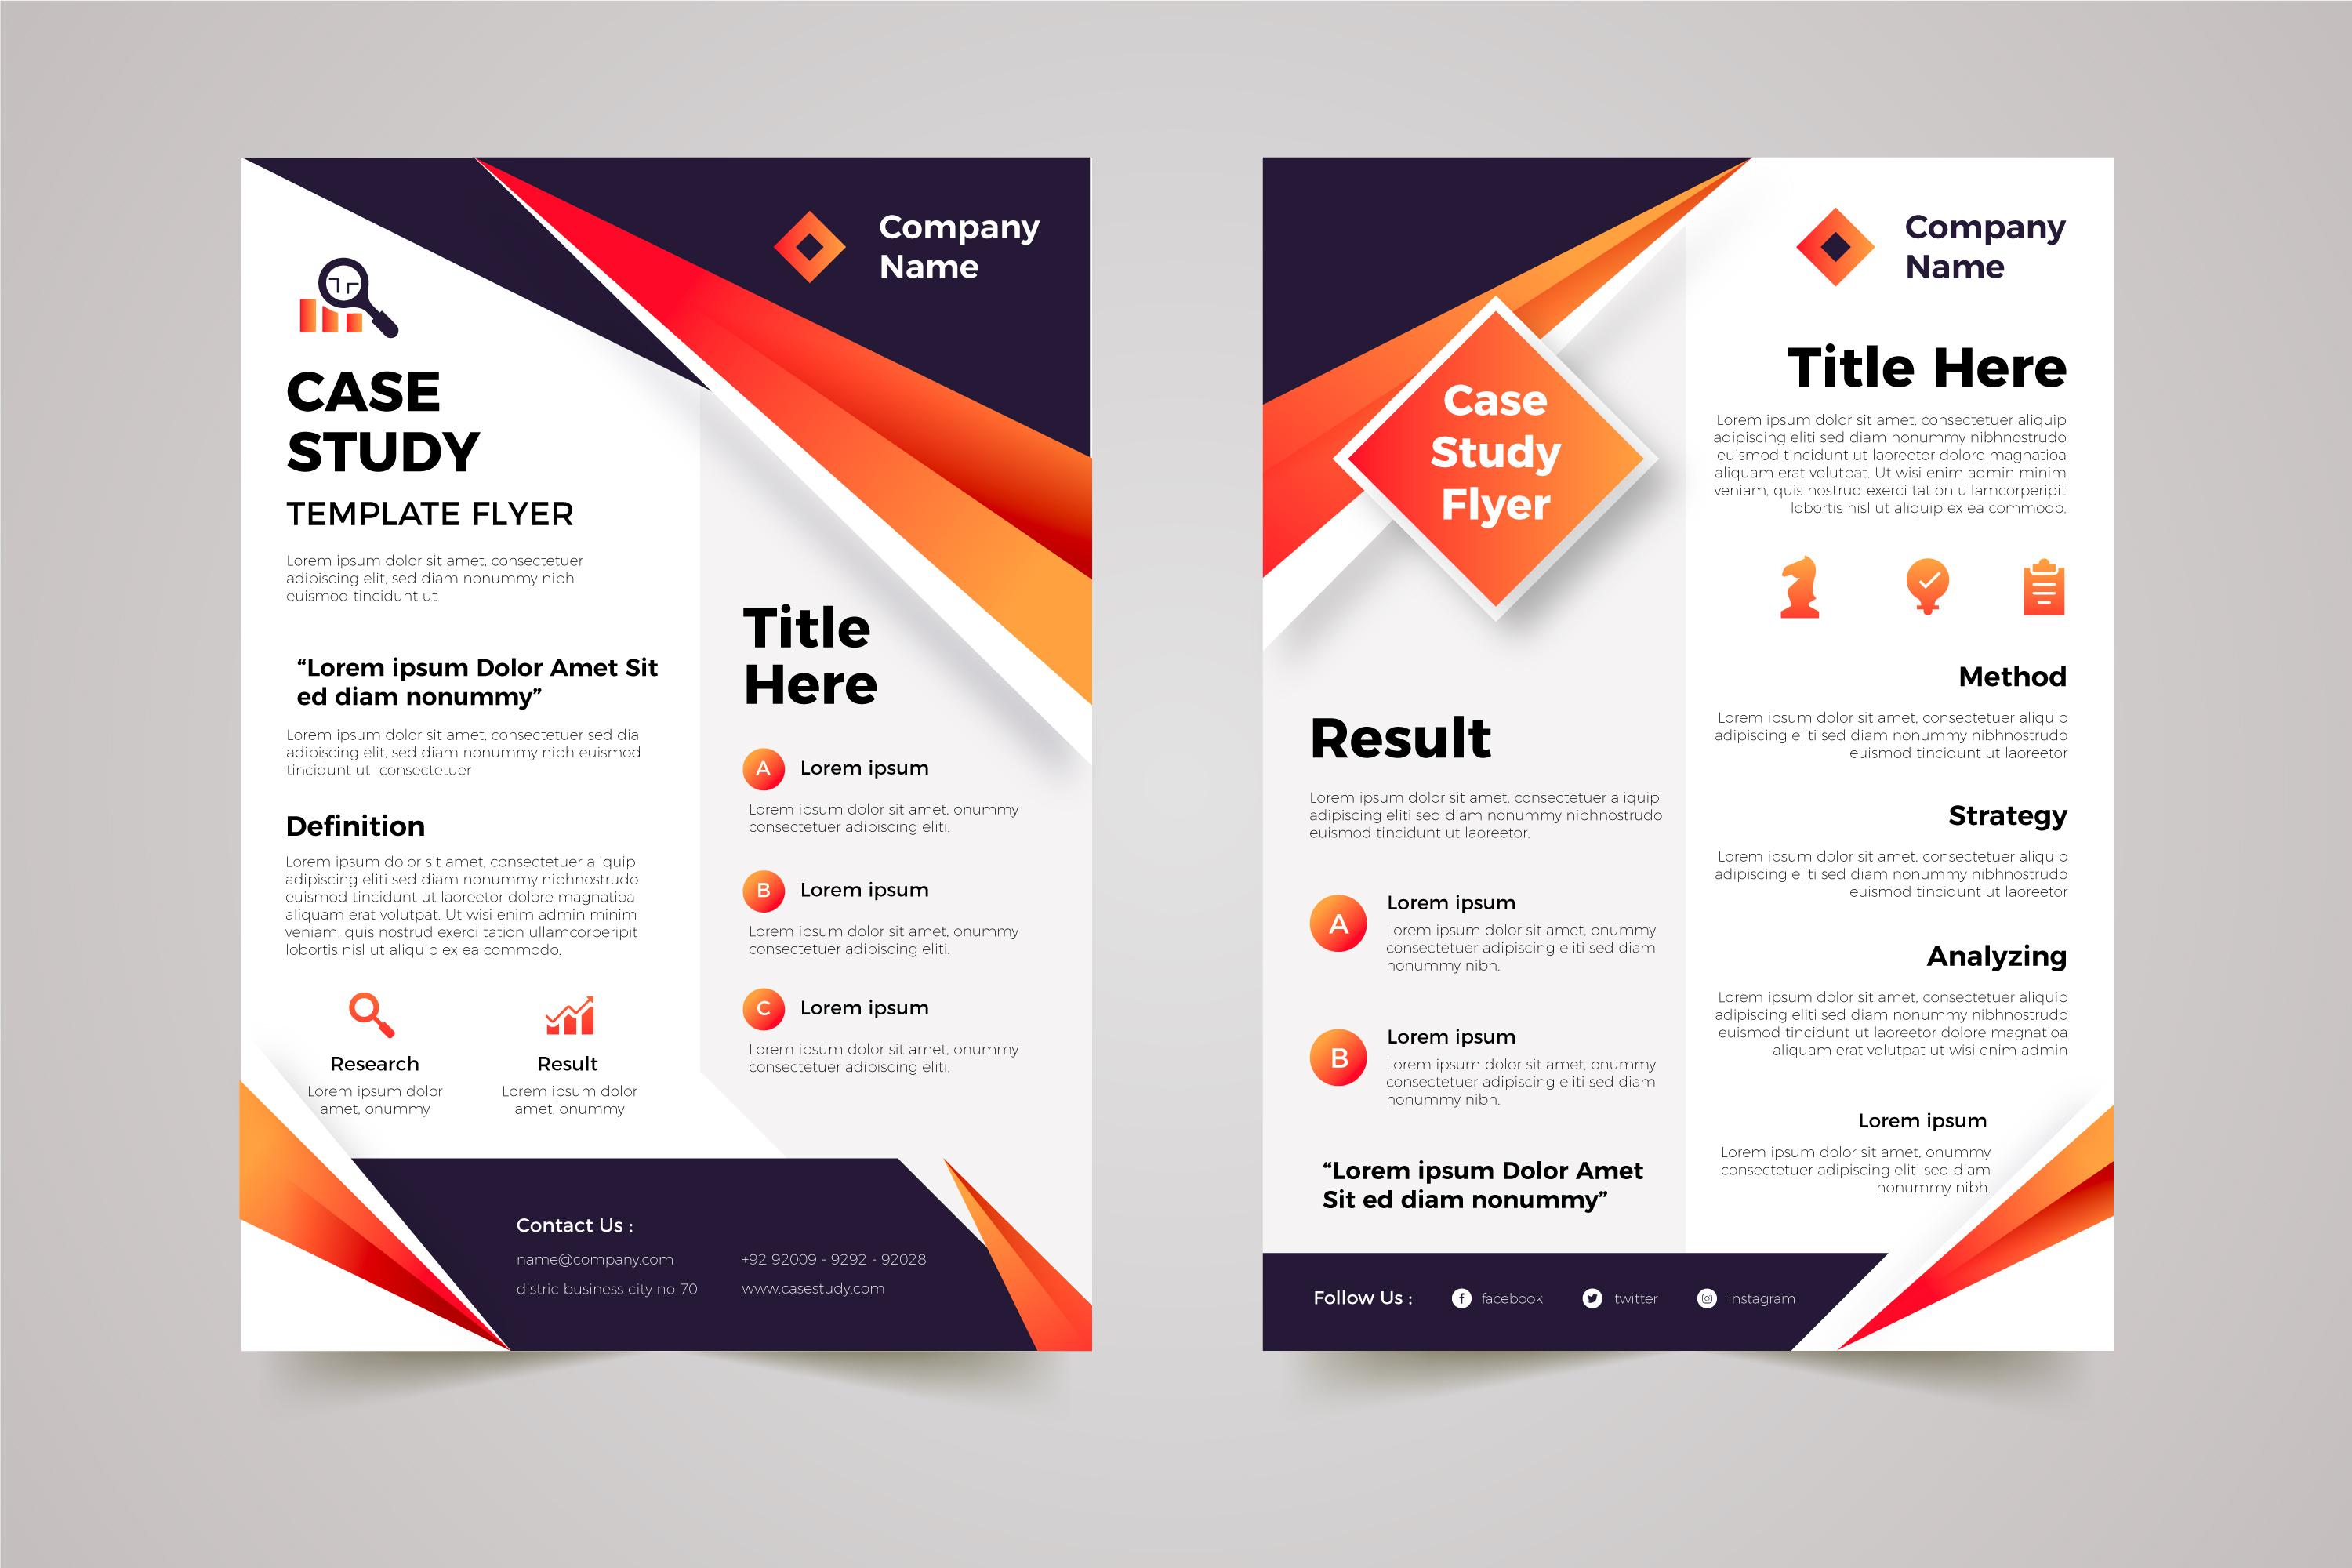 Company
Name
CASE
STUDY
TEMPLATE FLYER
Lorem ipsum dolor sit amet, consectetuer
adipiscing elit, sed diam nonummy nibh
euismod tincidunt ut
“Lorem ipsum Dolor Amet Sit
ed diam nonummy”
Lorem ipsum dolor sit amet, consectetuer sed dia
adipiscing elit, sed diam nonummy nibh euismod
tincidunt ut consectetuer
Definition
Lorem ipsum dolor sit amet, consectetuer aliquip
adipiscing eliti sed diam nonummy nibhnostrudo
euismod tincidunt ut laoreetor dolore magnatioa
aliquam erat volutpat. Ut wisi enim admin minim
veniam, quis nostrud exerci tation ullamcorperipit
lobortis nisl ut aliquip ex ea commodo.
Research
Lorem ipsum dolor
amet, onummy
Result
Lorem ipsum dolor
amet, onummy
Title
Here
A Lorem ipsum
Lorem ipsum dolor sit amet, onummy
consectetuer adipiscing eliti.
B Lorem ipsum
Lorem ipsum dolor sit amet, onummy
consectetuer adipiscing eliti.
C Lorem ipsum
Lorem ipsum dolor sit amet, onummy
consectetuer adipiscing eliti.
Contact Us :
name@company.com
distric business city no 70
+92 92009 - 9292 - 92028
www.casestudy.com
Case
Study
Flyer
Result
Lorem ipsum dolor sit amet, consectetuer aliquip
adipiscing eliti sed diam nonummy nibhnostrudo
euismod tincidunt ut laoreetor.
A Lorem ipsum
Lorem ipsum dolor sit amet, onummy
consectetuer adipiscing eliti sed diam
nonummy nibh.
B Lorem ipsum
Lorem ipsum dolor sit amet, onummy
consectetuer adipiscing eliti sed diam
nonummy nibh.
“Lorem ipsum Dolor Amet
Sit ed diam nonummy”
Company
Name
Title Here
Lorem ipsum dolor sit amet, consectetuer aliquip
adipiscing eliti sed diam nonummy nibhnostrudo
euismod tincidunt ut laoreetor dolore magnatioa
aliquam erat volutpat. Ut wisi enim admin minim
veniam, quis nostrud exerci tation ullamcorperipit
lobortis nisl ut aliquip ex ea commodo.
Method
Lorem ipsum dolor sit amet, consectetuer aliquip
adipiscing eliti sed diam nonummy nibhnostrudo
euismod tincidunt ut laoreetor
Strategy
Lorem ipsum dolor sit amet, consectetuer aliquip
adipiscing eliti sed diam nonummy nibhnostrudo
euismod tincidunt ut laoreetor
Analyzing
Lorem ipsum dolor sit amet, consectetuer aliquip
adipiscing eliti sed diam nonummy nibhnostrudo
euismod tincidunt ut laoreetor dolore magnatioa
aliquam erat volutpat ut wisi enim admin
Lorem ipsum
Lorem ipsum dolor sit amet, onummy
consectetuer adipiscing eliti sed diam
nonummy nibh.
Follow Us : facebook twitter instagram